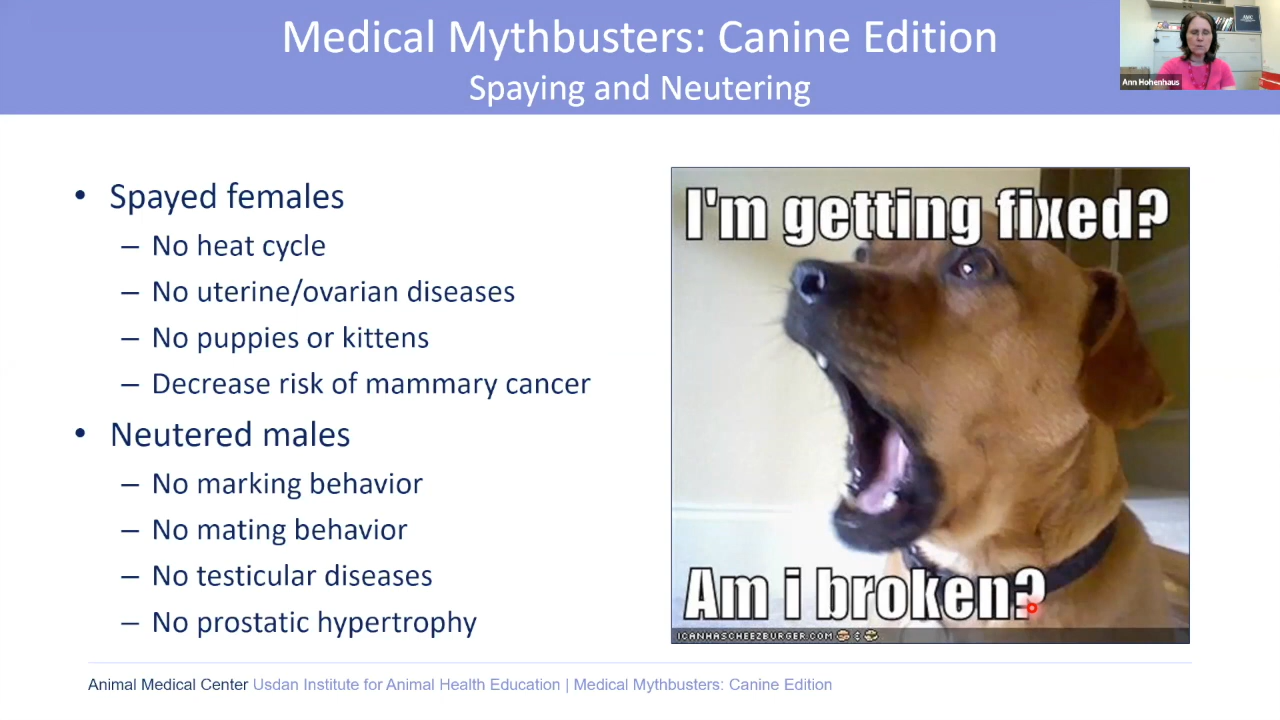 Medical Mythbusters: Canine Edition
Spaying and Neutering
Ann Hohenhaus
• Spayed females
– No heat cycle
– No uterine/ovarian diseases
– No puppies or kittens
– Decrease risk of mammary cancer
• Neutered males
– No marking behavior
– No mating behavior
– No testicular diseases
– No prostatic hypertrophy
I'm getting fixed?
Am i broken?
ICANHASCHEEZBURGER.COM
Animal Medical Center Usdan Institute for Animal Health Education | Medical Mythbusters: Canine Edition